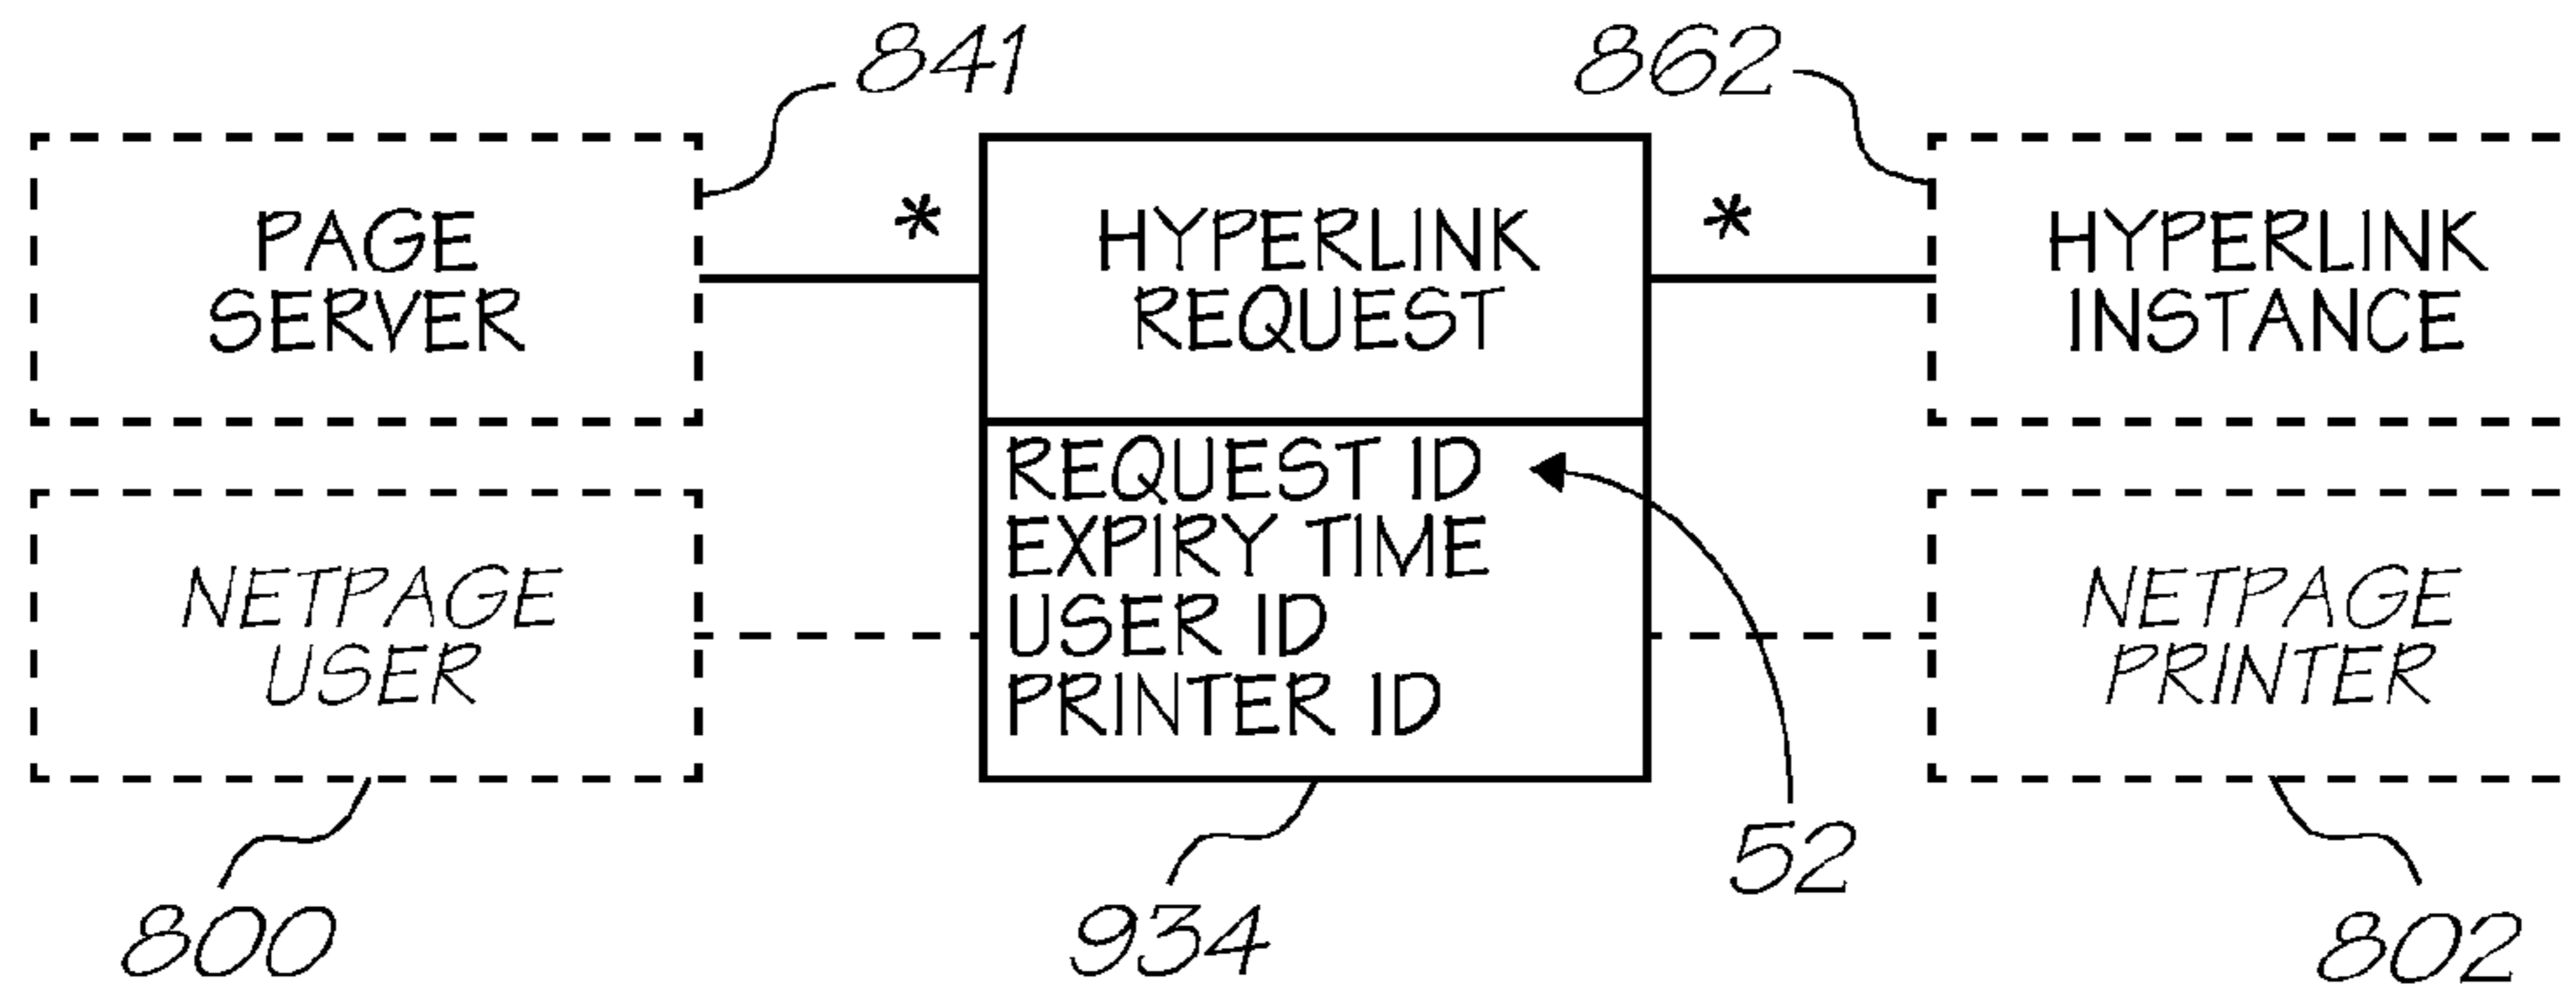 841
862
PAGE
SERVER
*
HYPERLINK
REQUEST
*
HYPERLINK
INSTANCE
NETPAGE
USER
REQUEST ID
EXPIRY TIME
USER ID
PRINTER ID
NETPAGE
PRINTER
800
934
52
802